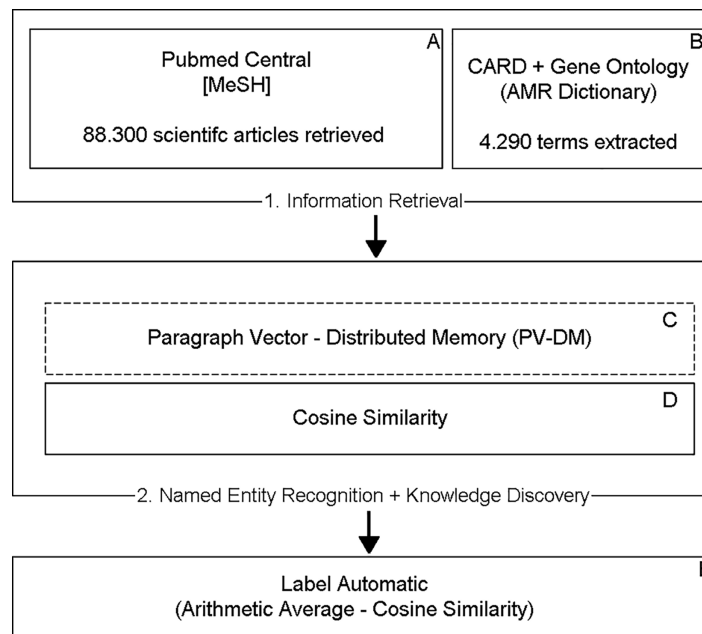 A
Pubmed Central
[MeSH]
88.300 scientifc articles retrieved
B
CARD + Gene Ontology
(AMR Dictionary)
4.290 terms extracted
1. Information Retrieval
C
Paragraph Vector - Distributed Memory (PV-DM)
D
Cosine Similarity
2. Named Entity Recognition + Knowledge Discovery
Label Automatic
(Arithmetic Average - Cosine Similarity)